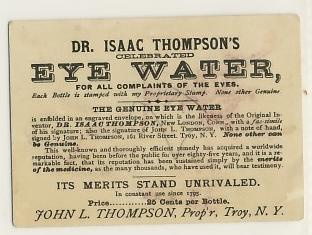 DR. ISAAC THOMPSON'S
CELEBRATED
EYE WATER,
FOR ALL COMPLAINTS OF THE EYES.
Each Bottle is stamped with my Proprietary Stamp. None other Genuine
THE GENUINE EYE WATER
is enfolded in an engraved envelope, on which is the likeness of the Original In-
ventor, DR. ISAAC THOMPSON, New London, Conn., with a fac-simile
of his signature; also the signature of JOHN L. THOMPSON, with a note of hand,
signed by JOHN L. THOMPSON, 161 River Street, Troy, N. Y. None other can
be Genuine.
This well-known and thoroughly efficient remedy has acquired a worldwide
reputation, having been before the public for over eighty-five years, and it is a re-
markable fact, that its reputation has been sustained simply by the merits
of the medicine, as the many thousands, who have used it, will bear testimony.
ITS MERITS STAND UNRIVALED.
In constant use since 1795.
Price..........25 Cents per Bottle.
JOHN L. THOMPSON, Prop'r, Troy, N. Y.